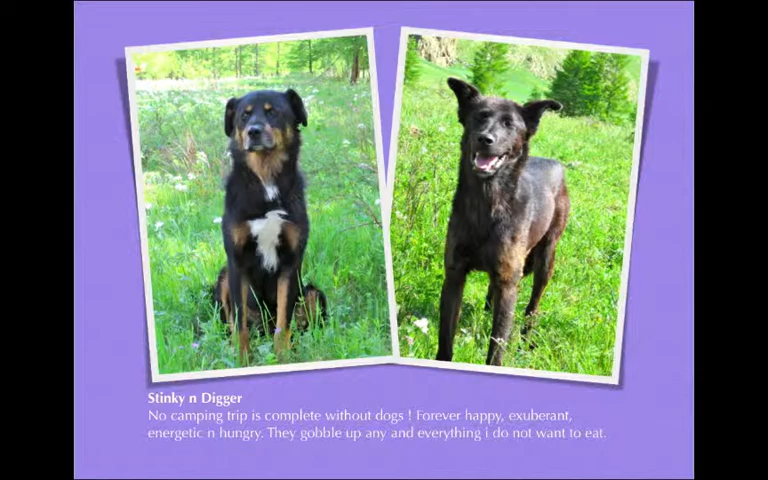 Stinky n Digger
No camping trip is complete without dogs ! Forever happy, exuberant,
energetic n hungry. They gobble up any and everything i do not want to eat.